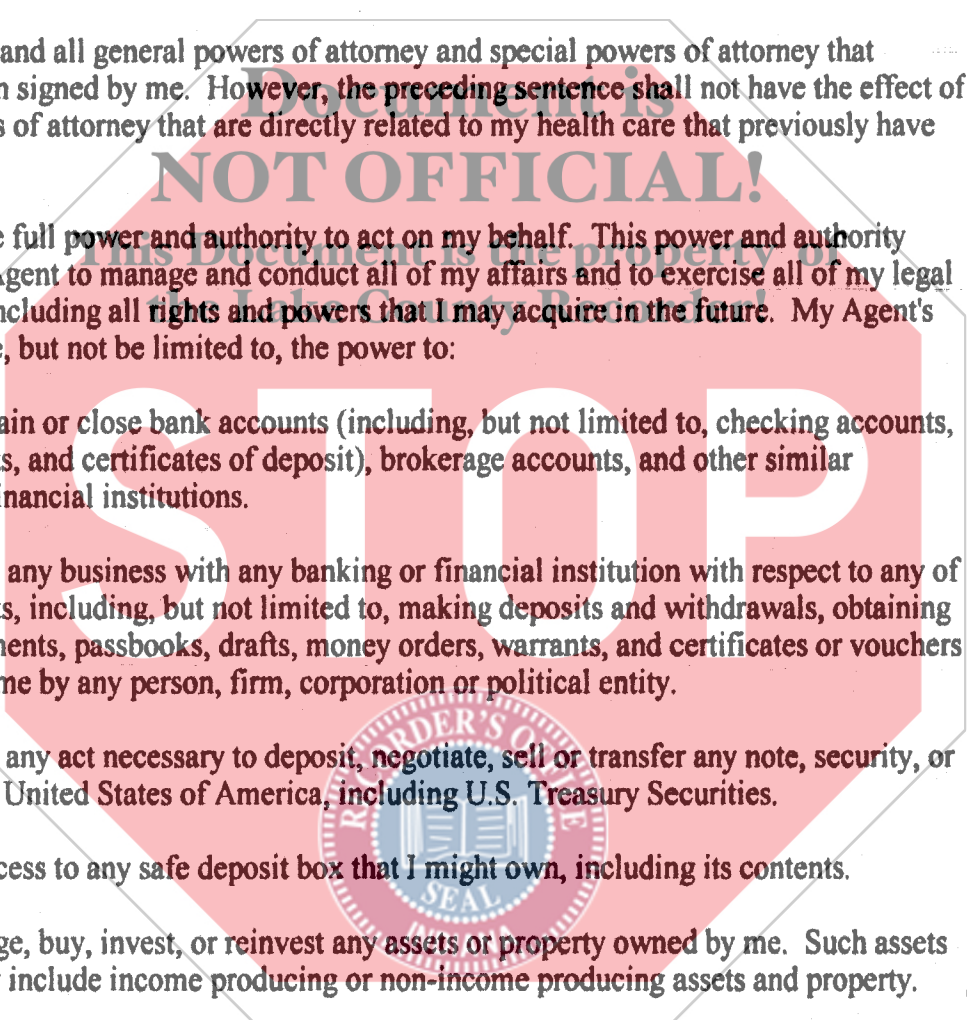 and all general powers of attorney and special powers of attorney that
signed by me. However, the preceding sentence shall not have the effect of
of attorney that are directly related to my health care that previously have
Document is
NOT OFFICIAL!
This Document is the property of
the Lake County Recorder!
full power and authority to act on my behalf. This power and authority
Agent to manage and conduct all of my affairs and to exercise all of my legal
ncluding all rights and powers that I may acquire in the future. My Agent's
, but not be limited to, the power to:
ain or close bank accounts (including, but not limited to, checking accounts,
s, and certificates of deposit), brokerage accounts, and other similar
inancial institutions.
STOP
any business with any banking or financial institution with respect to any of
s, including, but not limited to, making deposits and withdrawals, obtaining
ents, passbooks, drafts, money orders, warrants, and certificates or vouchers
me by any person, firm, corporation or political entity.
any act necessary to deposit, negotiate, sell or transfer any note, security, or
United States of America, including U.S. Treasury Securities.
RECORDER'S OFFICE
SEAL
INDIANA
cess to any safe deposit box that I might own, including its contents.
ge, buy, invest, or reinvest any assets or property owned by me. Such assets
include income producing or non-income producing assets and property.